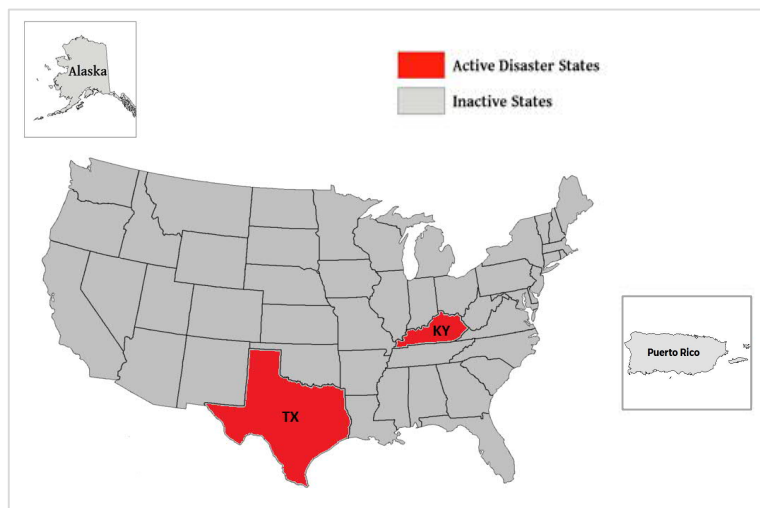 Alaska
Active Disaster States
Inactive States
KY
Puerto Rico
TX